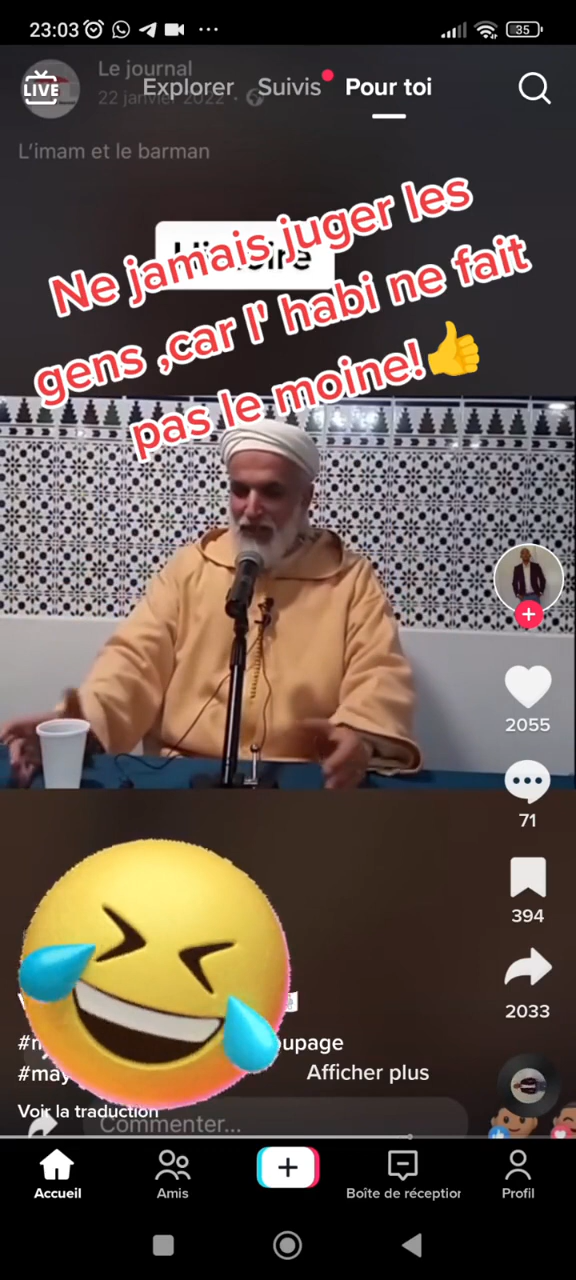 23:03
35
Le journal
LIVE
Explorer Suivis Pour toi
22 janvier 2022
L'imam et le barman
Ne jamais juger les
gens ,car l' habi ne fait
pas le moine!
2055
71
394
2033
#m
oupage
#may
Afficher plus
Voir la traduction
Commenter...
Accueil
Amis
Boîte de réception
Profil